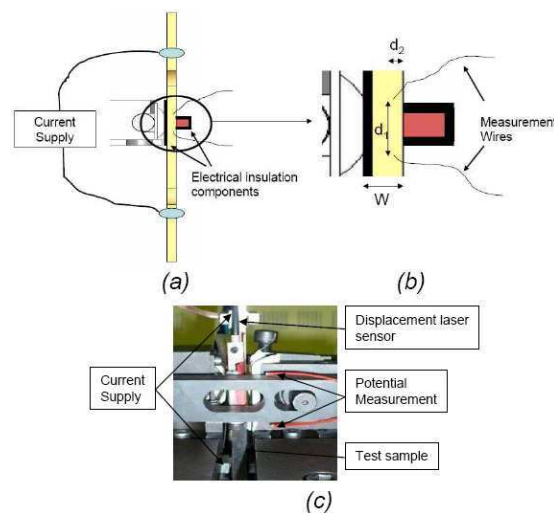 Current
Supply
Electrical insulation
components
(a)
d2
d1
W
Measurement
Wires
(b)
Displacement laser
sensor
Current
Supply
Potential
Measurement
Test sample
(c)